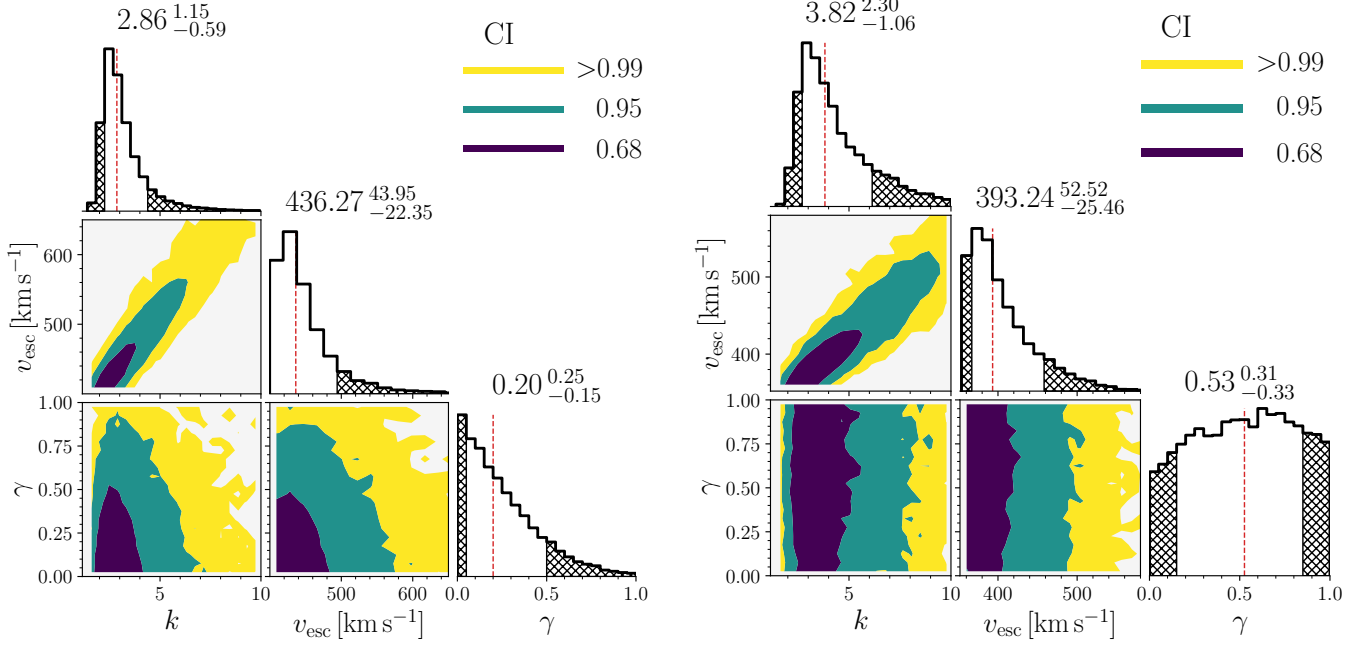 2.86 1.15 −0.59
CI
>0.99
0.95
0.68
436.27 43.95 −22.35
v_esc [km s⁻¹]
600
500
400
0.20 0.25 −0.15
γ
1.00
0.75
0.50
0.25
0.00
5 10
k
500 600
v_esc [km s⁻¹]
0.0 0.5 1.0
γ
3.82 2.30 −1.06
CI
>0.99
0.95
0.68
393.24 52.52 −25.46
v_esc [km s⁻¹]
500
400
0.53 0.31 −0.33
γ
1.00
0.75
0.50
0.25
0.00
5 10
k
400 500
v_esc [km s⁻¹]
0.0 0.5 1.0
γ